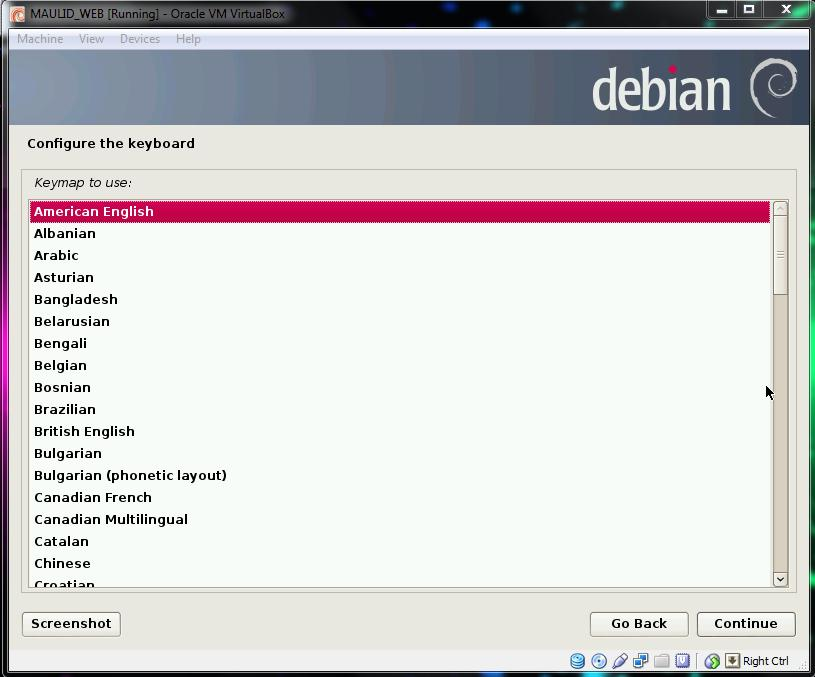 MAULID_WEB [Running] - Oracle VM VirtualBox
Machine View Devices Help
debian
Configure the keyboard
Keymap to use:
American English
Albanian
Arabic
Asturian
Bangladesh
Belarusian
Bengali
Belgian
Bosnian
Brazilian
British English
Bulgarian
Bulgarian (phonetic layout)
Canadian French
Canadian Multilingual
Catalan
Chinese
Croatian
Screenshot Go Back Continue
Right Ctrl